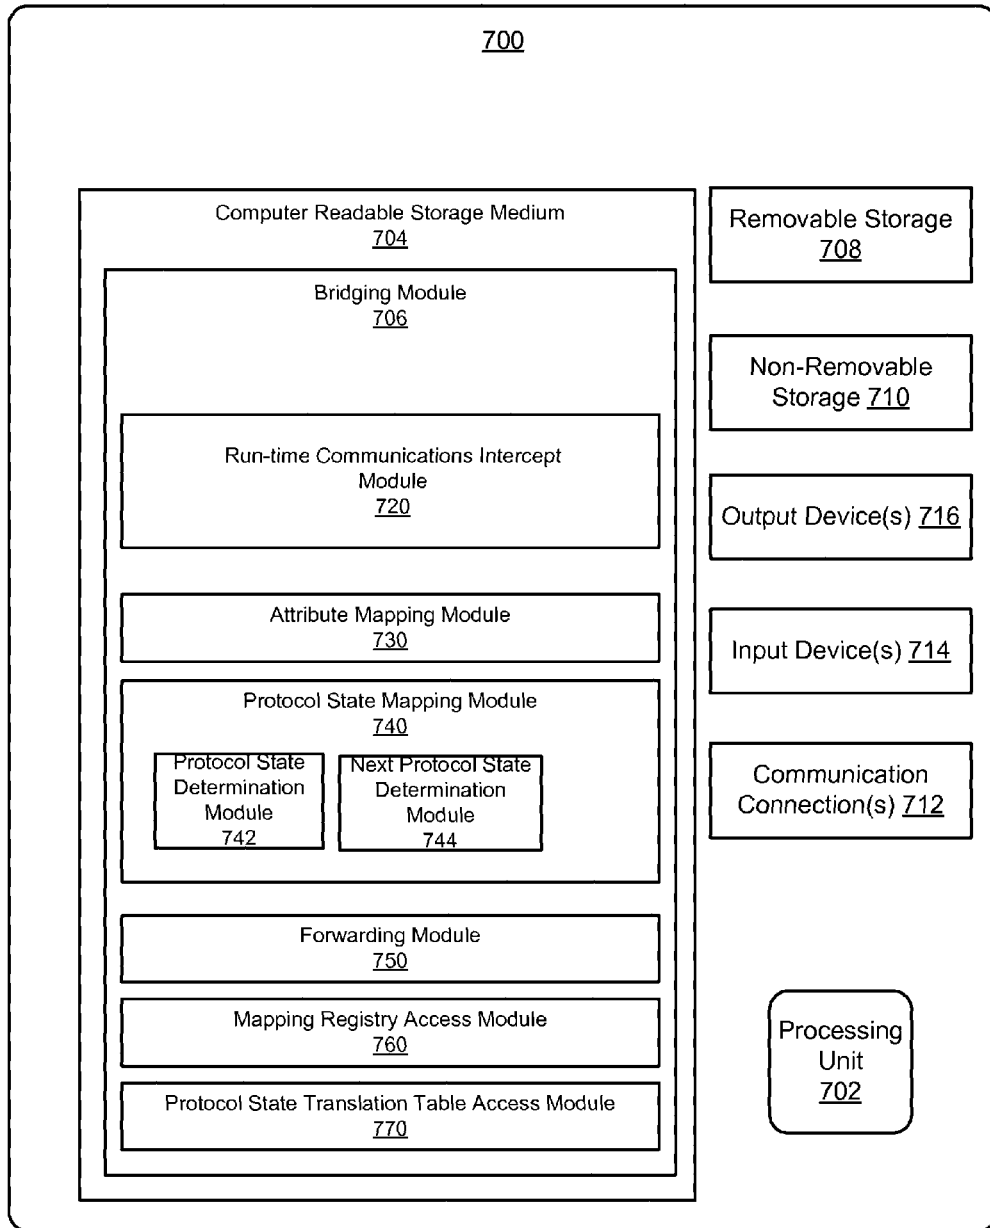 700
Computer Readable Storage Medium
704
Bridging Module
706
Run-time Communications Intercept
Module
720
Attribute Mapping Module
730
Protocol State Mapping Module
740
Protocol State
Determination
Module
742
Next Protocol State
Determination
Module
744
Forwarding Module
750
Mapping Registry Access Module
760
Protocol State Translation Table Access Module
770
Removable Storage
708
Non-Removable
Storage 710
Output Device(s) 716
Input Device(s) 714
Communication
Connection(s) 712
Processing
Unit
702